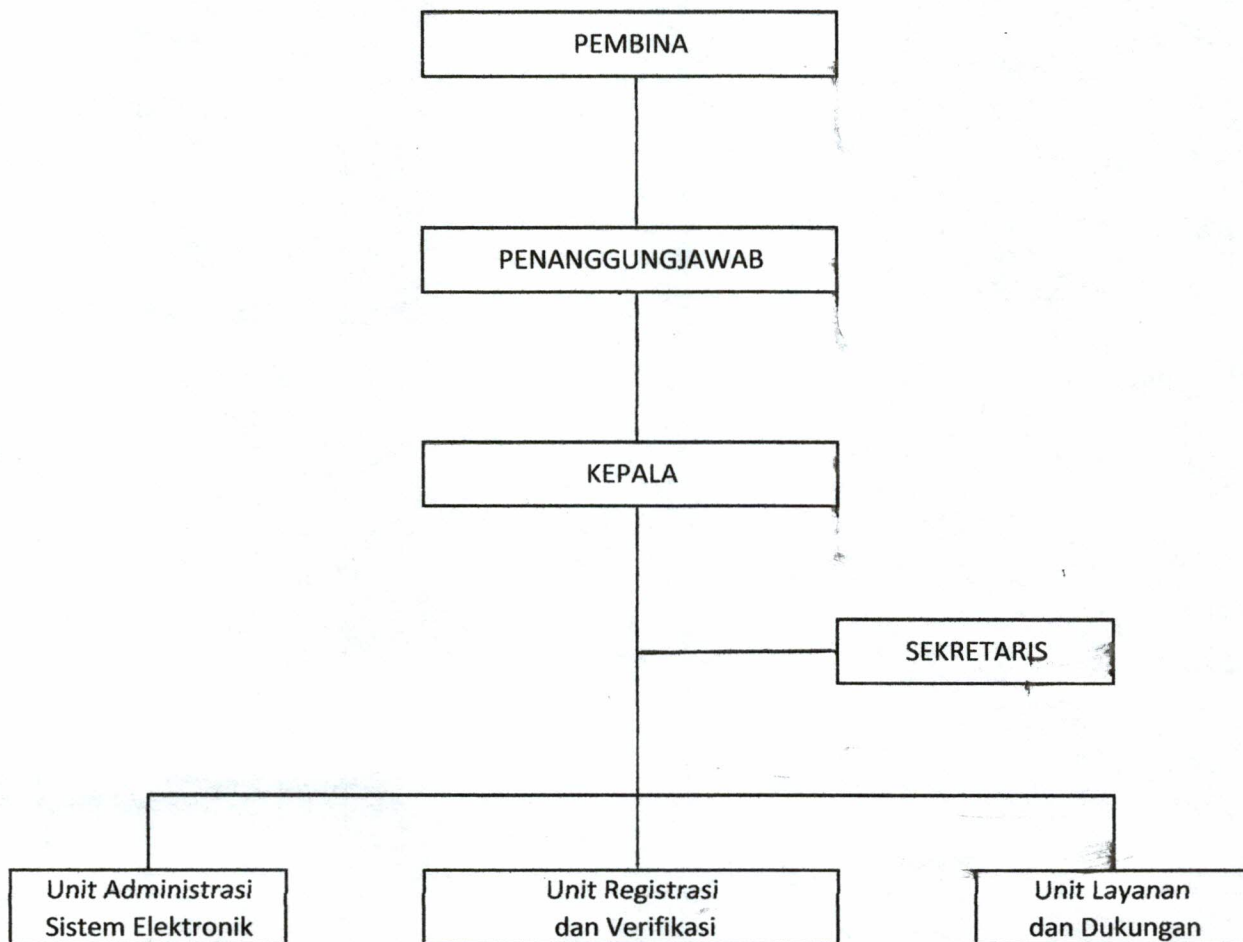 PEMBINA
PENANGGUNGJAWAB
KEPALA
SEKRETARIS
Unit Administrasi
Sistem Elektronik
Unit Registrasi
dan Verifikasi
Unit Layanan
dan Dukungan